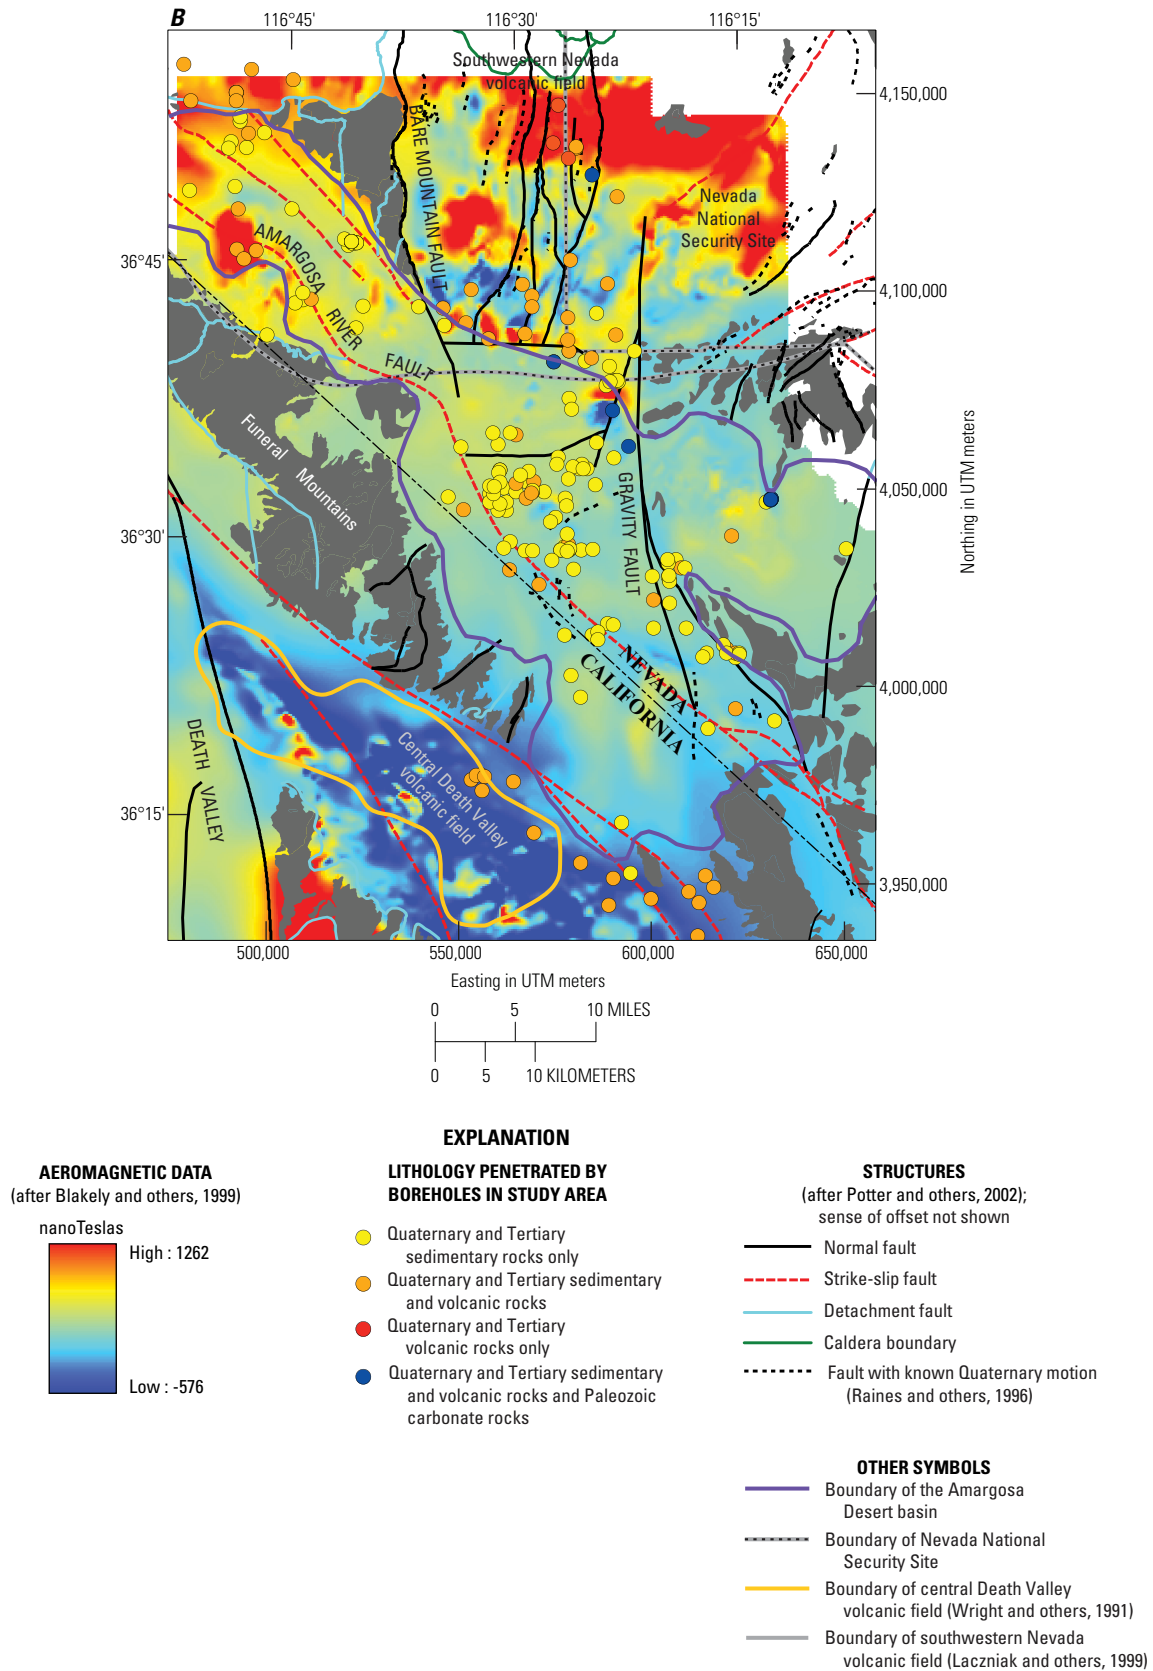 B
116°45'
116°30'
116°15'
Southwestern Nevada
volcanic field
4,150,000
BARE MOUNTAIN FAULT
Nevada
National
Security Site
AMARGOSA
RIVER
FAULT
36°45'
4,100,000
Funeral
Mountains
GRAVITY FAULT
4,050,000
Northing in UTM meters
36°30'
NEVADA
CALIFORNIA
4,000,000
DEATH
VALLEY
Central Death Valley
volcanic field
36°15'
3,950,000
500,000
550,000
600,000
650,000
Easting in UTM meters
0 5 10 MILES
0 5 10 KILOMETERS
EXPLANATION
AEROMAGNETIC DATA
(after Blakely and others, 1999)
nanoTeslas
High : 1262
Low : -576
LITHOLOGY PENETRATED BY
BOREHOLES IN STUDY AREA
Quaternary and Tertiary
sedimentary rocks only
Quaternary and Tertiary sedimentary
and volcanic rocks
Quaternary and Tertiary
volcanic rocks only
Quaternary and Tertiary sedimentary
and volcanic rocks and Paleozoic
carbonate rocks
STRUCTURES
(after Potter and others, 2002);
sense of offset not shown
Normal fault
Strike-slip fault
Detachment fault
Caldera boundary
Fault with known Quaternary motion
(Raines and others, 1996)
OTHER SYMBOLS
Boundary of the Amargosa
Desert basin
Boundary of Nevada National
Security Site
Boundary of central Death Valley
volcanic field (Wright and others, 1991)
Boundary of southwestern Nevada
volcanic field (Laczniak and others, 1999)